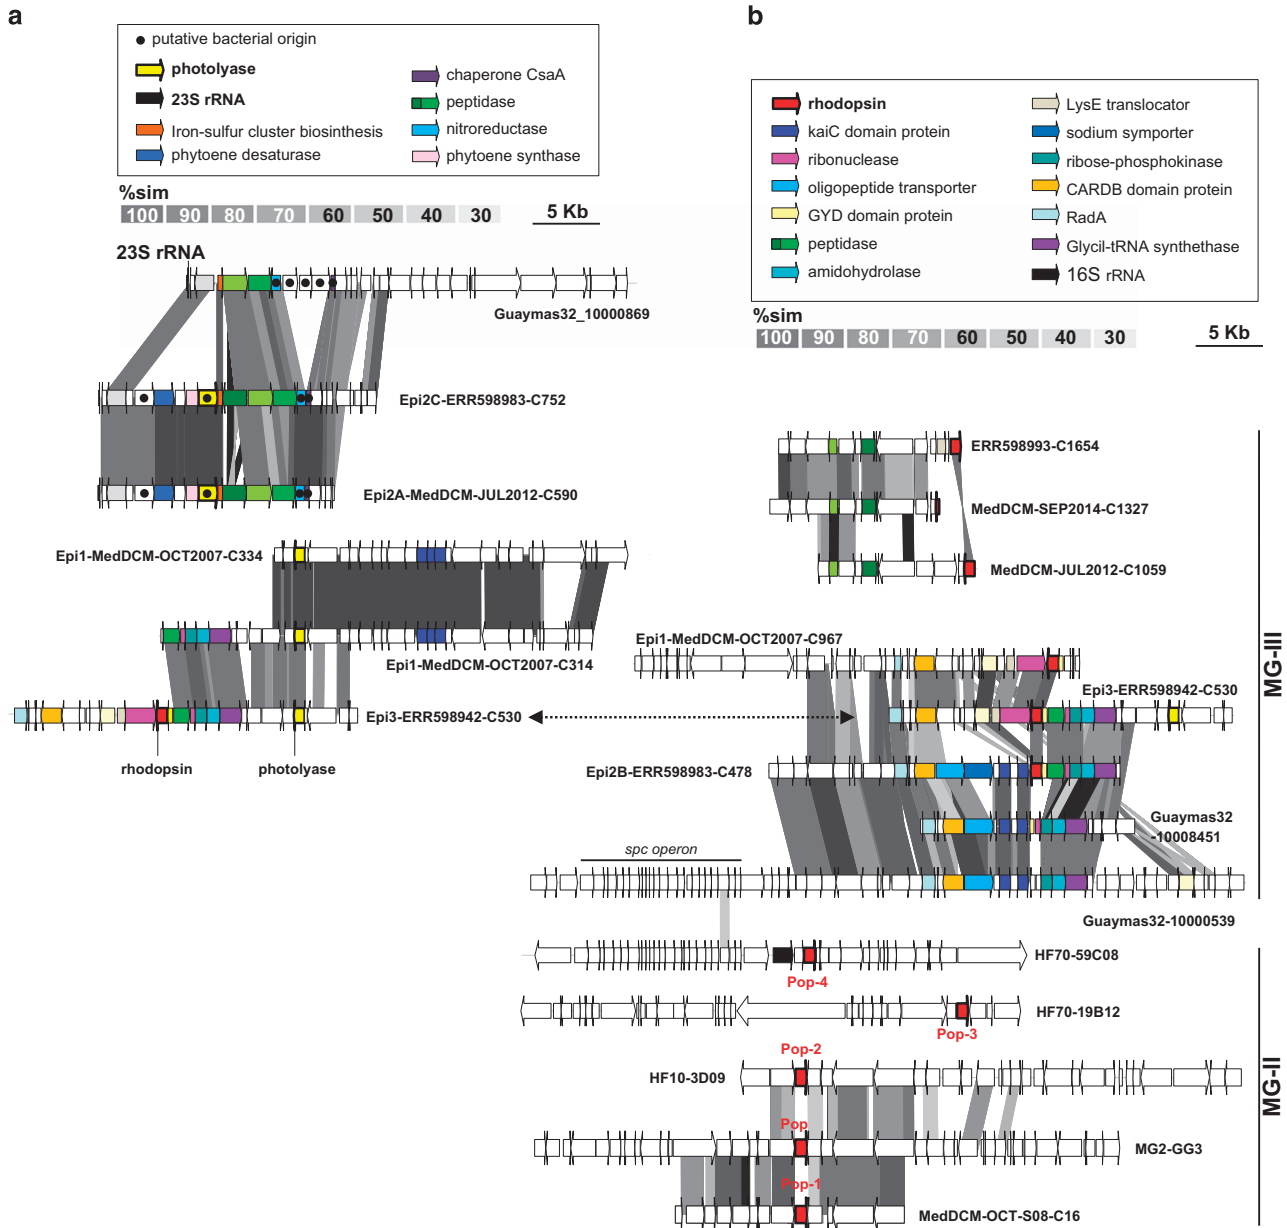 a
putative bacterial origin
photolyase
23S rRNA
Iron-sulfur cluster biosinthesis
phytoene desaturase
chaperone CsaA
peptidase
nitroreductase
phytoene synthase
%sim
100 90 80 70 60 50 40 30
5 Kb
23S rRNA
Guaymas32_10000869
Epi2C-ERR598983-C752
Epi2A-MedDCM-JUL2012-C590
Epi1-MedDCM-OCT2007-C334
Epi1-MedDCM-OCT2007-C314
Epi3-ERR598942-C530
rhodopsin
photolyase
b
rhodopsin
kaiC domain protein
ribonuclease
oligopeptide transporter
GYD domain protein
peptidase
amidohydrolase
LysE translocator
sodium symporter
ribose-phosphokinase
CARDB domain protein
RadA
Glycil-tRNA synthethase
16S rRNA
%sim
100 90 80 70 60 50 40 30
5 Kb
ERR598993-C1654
MedDCM-SEP2014-C1327
MedDCM-JUL2012-C1059
Epi1-MedDCM-OCT2007-C967
Epi3-ERR598942-C530
Epi2B-ERR598983-C478
Guaymas32
-10008451
spc operon
Guaymas32-10000539
MG-III
HF70-59C08
Pop-4
HF70-19B12
Pop-3
Pop-2
HF10-3D09
Pop
MG2-GG3
Pop-1
MedDCM-OCT-S08-C16
MG-II